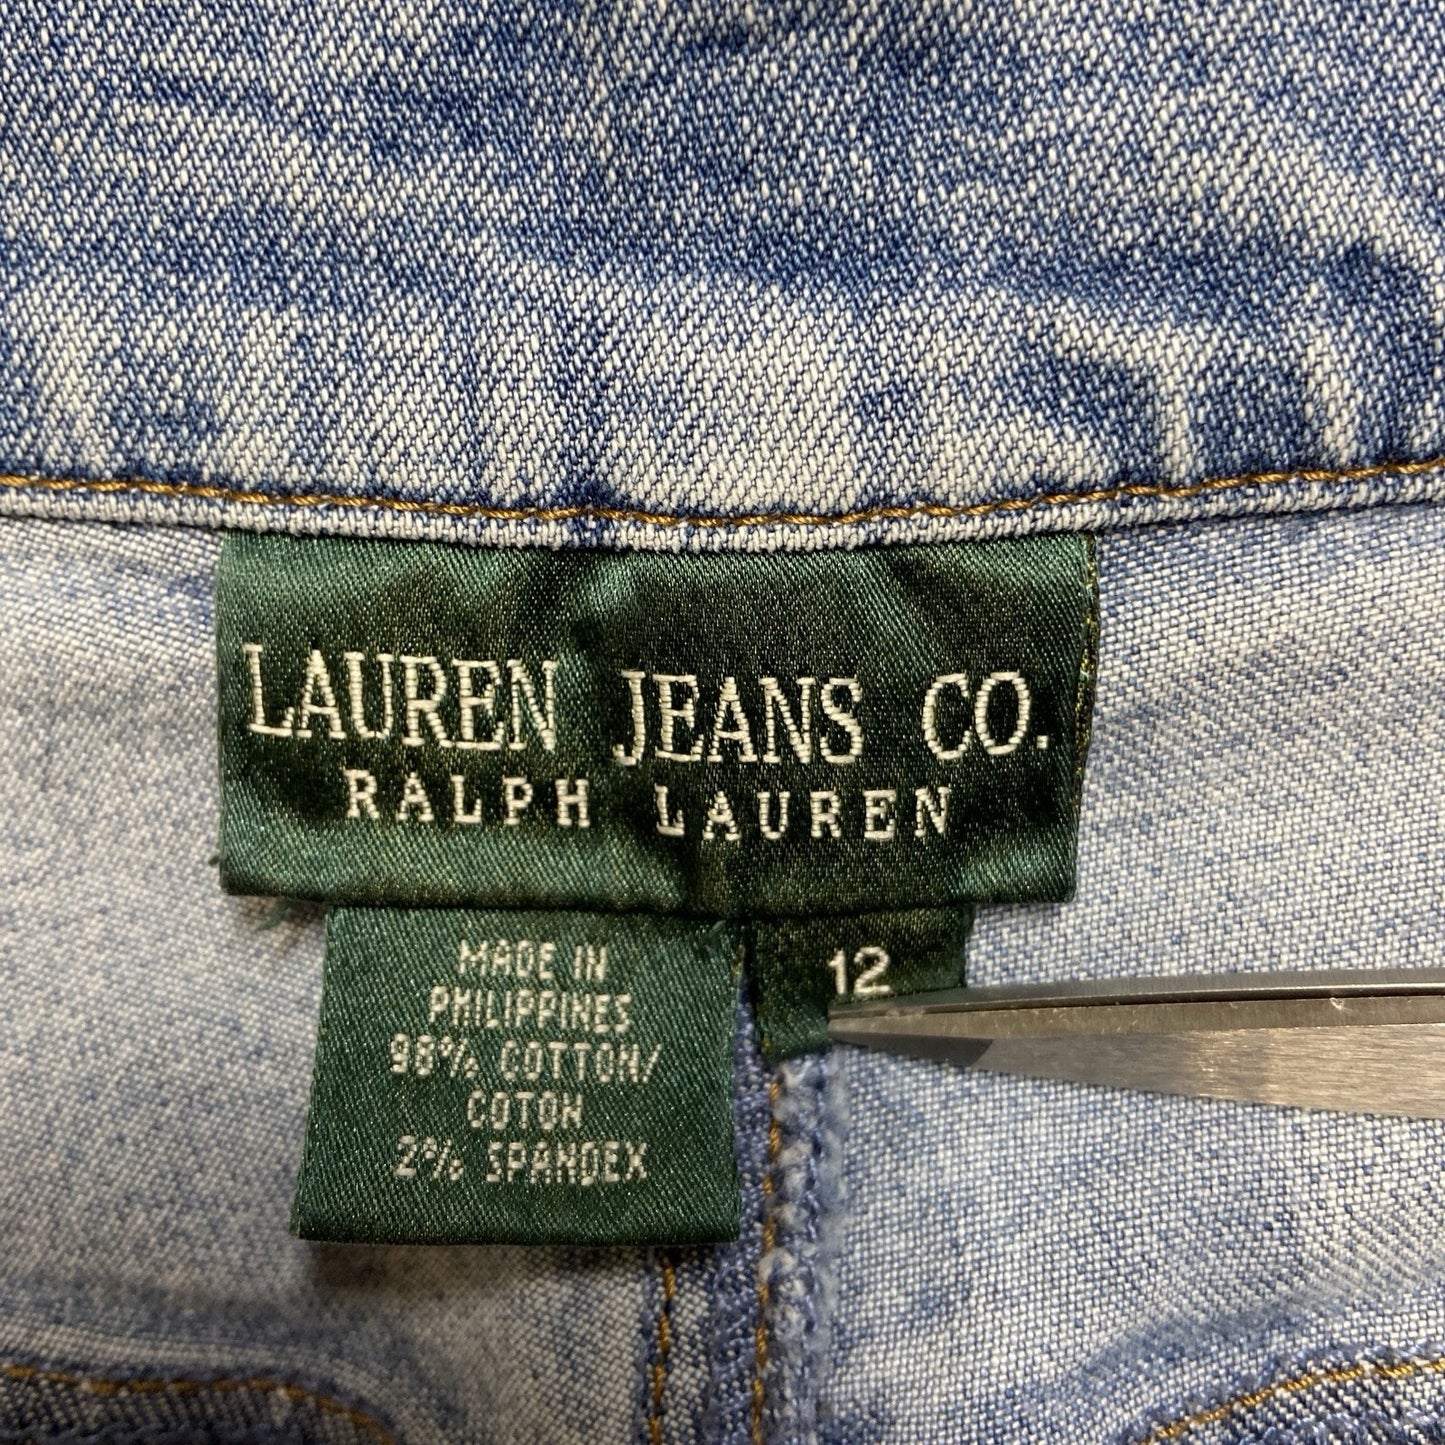 LAUREN JEANS CO.
RALPH LAUREN
MADE IN
PHILIPPINES
98% COTTON/
COTON
2% SPANDEX
12